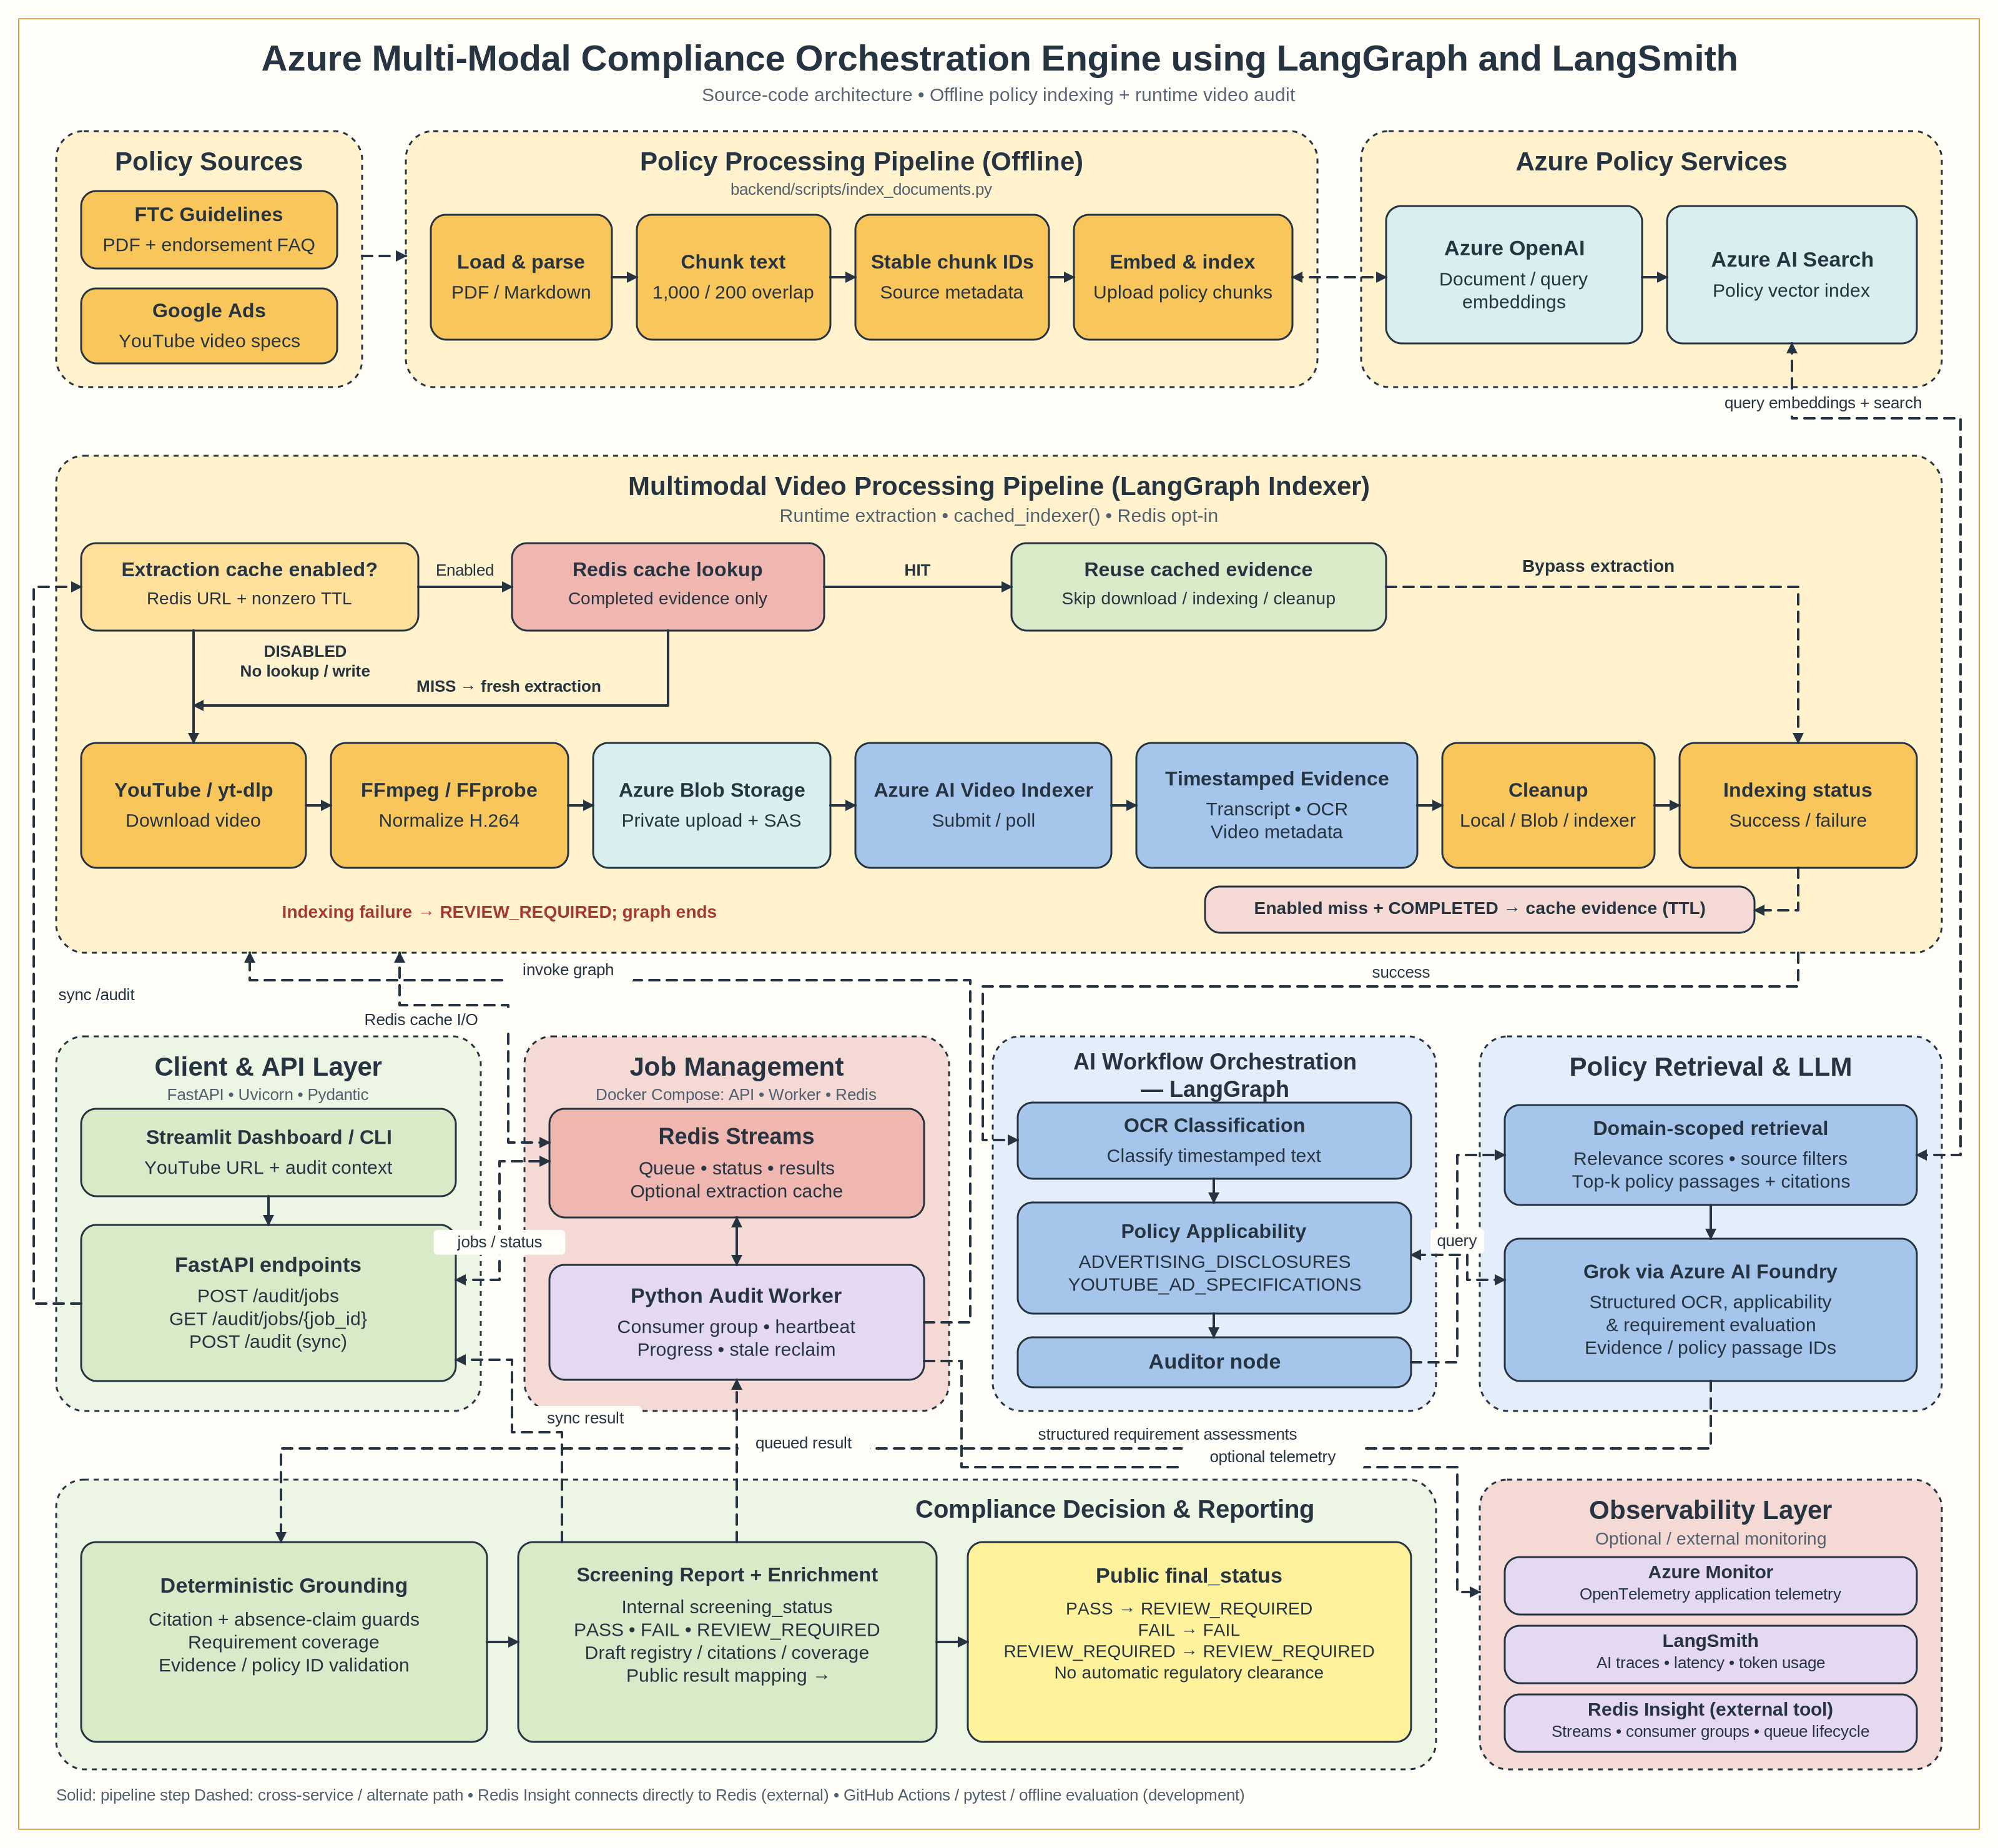 Azure Multi-Modal Compliance Orchestration Engine using LangGraph and LangSmith
Source-code architecture • Offline policy indexing + runtime video audit
Policy Sources
FTC Guidelines
PDF + endorsement FAQ
Google Ads
YouTube video specs
Policy Processing Pipeline (Offline)
backend/scripts/index_documents.py
Load & parse
PDF / Markdown
Chunk text
1,000 / 200 overlap
Stable chunk IDs
Source metadata
Embed & index
Upload policy chunks
Azure Policy Services
Azure OpenAI
Document / query
embeddings
Azure AI Search
Policy vector index
query embeddings + search
Multimodal Video Processing Pipeline (LangGraph Indexer)
Runtime extraction • cached_indexer() • Redis opt-in
Extraction cache enabled?
Redis URL + nonzero TTL
Enabled
Redis cache lookup
Completed evidence only
HIT
Reuse cached evidence
Skip download / indexing / cleanup
Bypass extraction
DISABLED
No lookup / write
MISS → fresh extraction
YouTube / yt-dlp
Download video
FFmpeg / FFprobe
Normalize H.264
Azure Blob Storage
Private upload + SAS
Azure AI Video Indexer
Submit / poll
Timestamped Evidence
Transcript • OCR
Video metadata
Cleanup
Local / Blob / indexer
Indexing status
Success / failure
Indexing failure → REVIEW_REQUIRED; graph ends
Enabled miss + COMPLETED → cache evidence (TTL)
invoke graph
success
sync /audit
Redis cache I/O
Client & API Layer
FastAPI • Uvicorn • Pydantic
Streamlit Dashboard / CLI
YouTube URL + audit context
FastAPI endpoints
POST /audit/jobs
GET /audit/jobs/{job_id}
POST /audit (sync)
jobs / status
Job Management
Docker Compose: API • Worker • Redis
Redis Streams
Queue • status • results
Optional extraction cache
Python Audit Worker
Consumer group • heartbeat
Progress • stale reclaim
AI Workflow Orchestration
— LangGraph
OCR Classification
Classify timestamped text
Policy Applicability
ADVERTISING_DISCLOSURES
YOUTUBE_AD_SPECIFICATIONS
Auditor node
query
Policy Retrieval & LLM
Domain-scoped retrieval
Relevance scores • source filters
Top-k policy passages + citations
Grok via Azure AI Foundry
Structured OCR, applicability
& requirement evaluation
Evidence / policy passage IDs
sync result
queued result
structured requirement assessments
optional telemetry
Compliance Decision & Reporting
Deterministic Grounding
Citation + absence-claim guards
Requirement coverage
Evidence / policy ID validation
Screening Report + Enrichment
Internal screening_status
PASS • FAIL • REVIEW_REQUIRED
Draft registry / citations / coverage
Public result mapping →
Public final_status
PASS → REVIEW_REQUIRED
FAIL → FAIL
REVIEW_REQUIRED → REVIEW_REQUIRED
No automatic regulatory clearance
Observability Layer
Optional / external monitoring
Azure Monitor
OpenTelemetry application telemetry
LangSmith
AI traces • latency • token usage
Redis Insight (external tool)
Streams • consumer groups • queue lifecycle
Solid: pipeline step Dashed: cross-service / alternate path • Redis Insight connects directly to Redis (external) • GitHub Actions / pytest / offline evaluation (development)